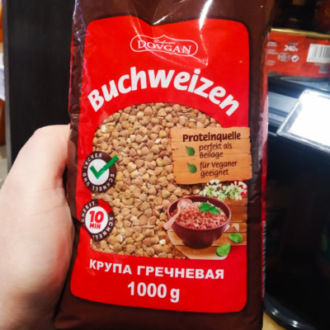 DOVGAN
Buchweizen
Proteinquelle
perfekt als
Beilage
für Veganer
geeignet
10
MIN
КРУПА ГРЕЧНЕВАЯ
1000 g